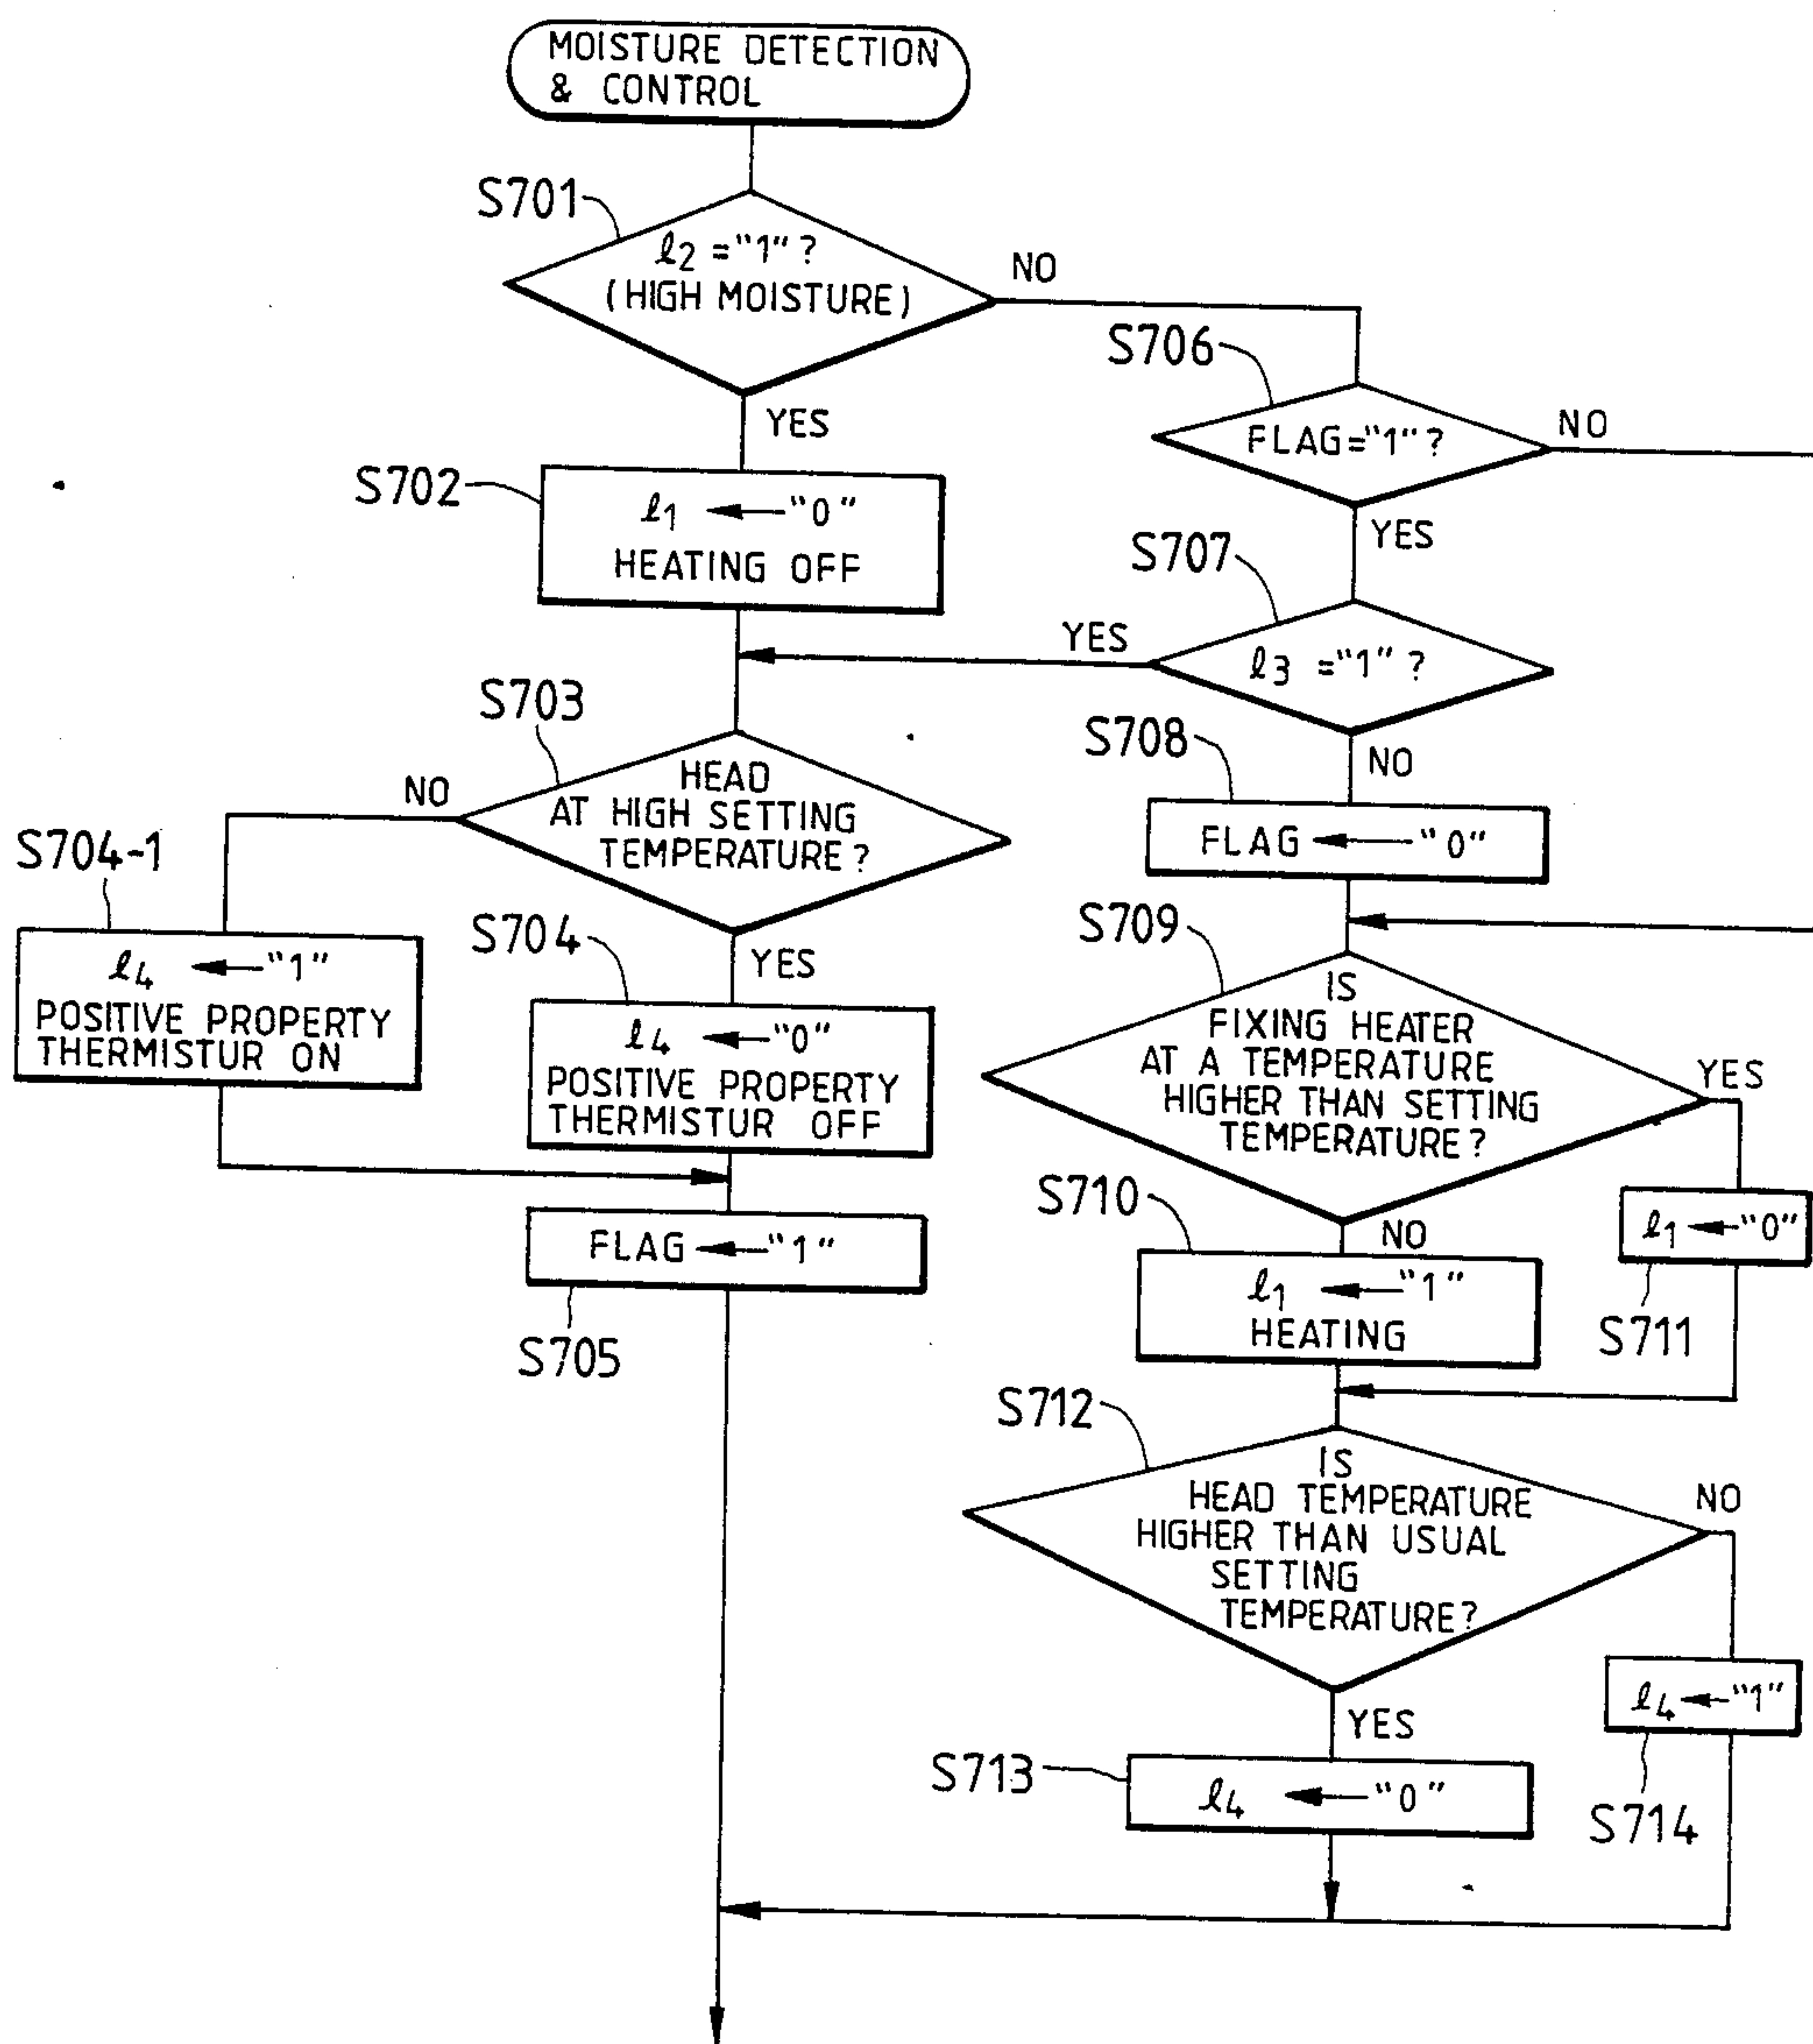 MOISTURE DETECTION
& CONTROL
S701
ℓ2 = "1" ?
(HIGH MOISTURE)
NO
YES
S702
ℓ1 ← "0"
HEATING OFF
S706
FLAG = "1" ?
NO
YES
S707
YES
ℓ3 = "1" ?
NO
S703
HEAD
AT HIGH SETTING
TEMPERATURE?
NO
YES
S704-1
ℓ4 ← "1"
POSITIVE PROPERTY
THERMISTUR ON
S704
ℓ4 ← "0"
POSITIVE PROPERTY
THERMISTUR OFF
FLAG ← "1"
S705
S708
FLAG ← "0"
S709
IS
FIXING HEATER
AT A TEMPERATURE
HIGHER THAN SETTING
TEMPERATURE?
YES
NO
S710
ℓ1 ← "1"
HEATING
ℓ1 ← "0"
S711
S712
IS
HEAD TEMPERATURE
HIGHER THAN USUAL
SETTING
TEMPERATURE?
NO
YES
S713
ℓ4 ← "0"
ℓ4 ← "1"
S714